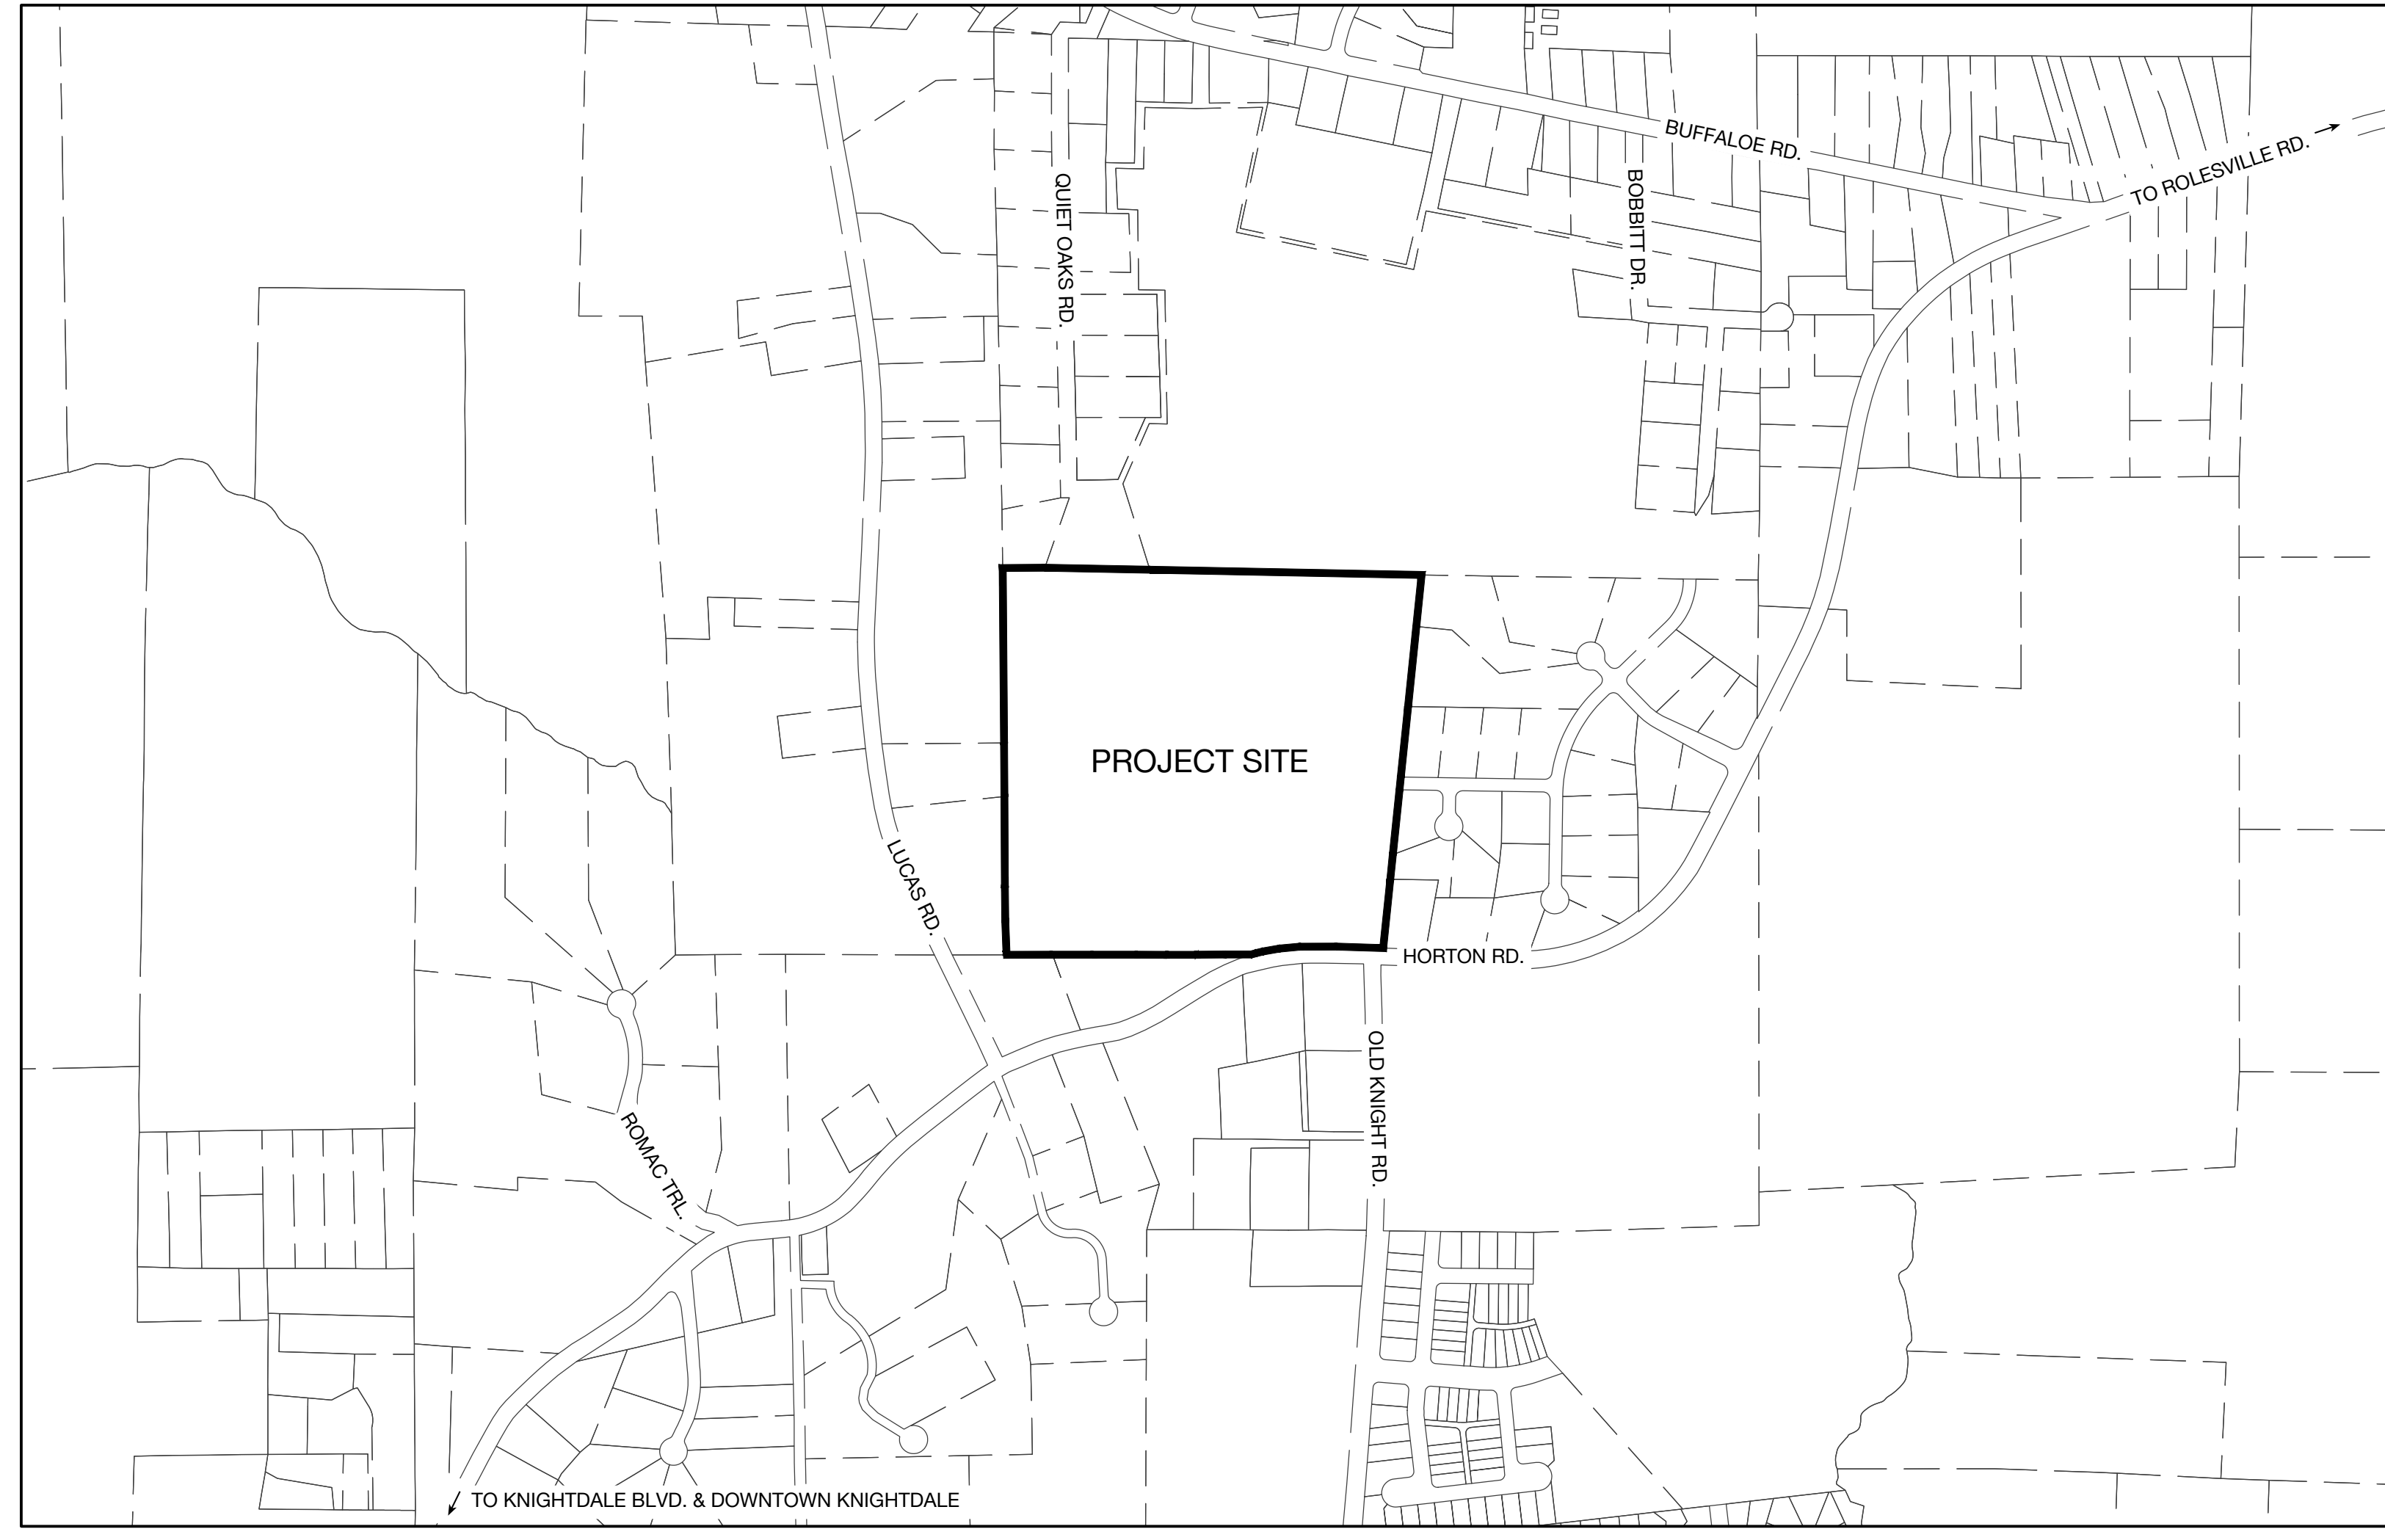 BUFFALOE RD.
TO ROLESVILLE RD.
QUIET OAKS RD.
BOBBITT DR.
PROJECT SITE
LUCAS RD.
HORTON RD.
OLD KNIGHT RD.
ROMAC TRL.
TO KNIGHTDALE BLVD. & DOWNTOWN KNIGHTDALE